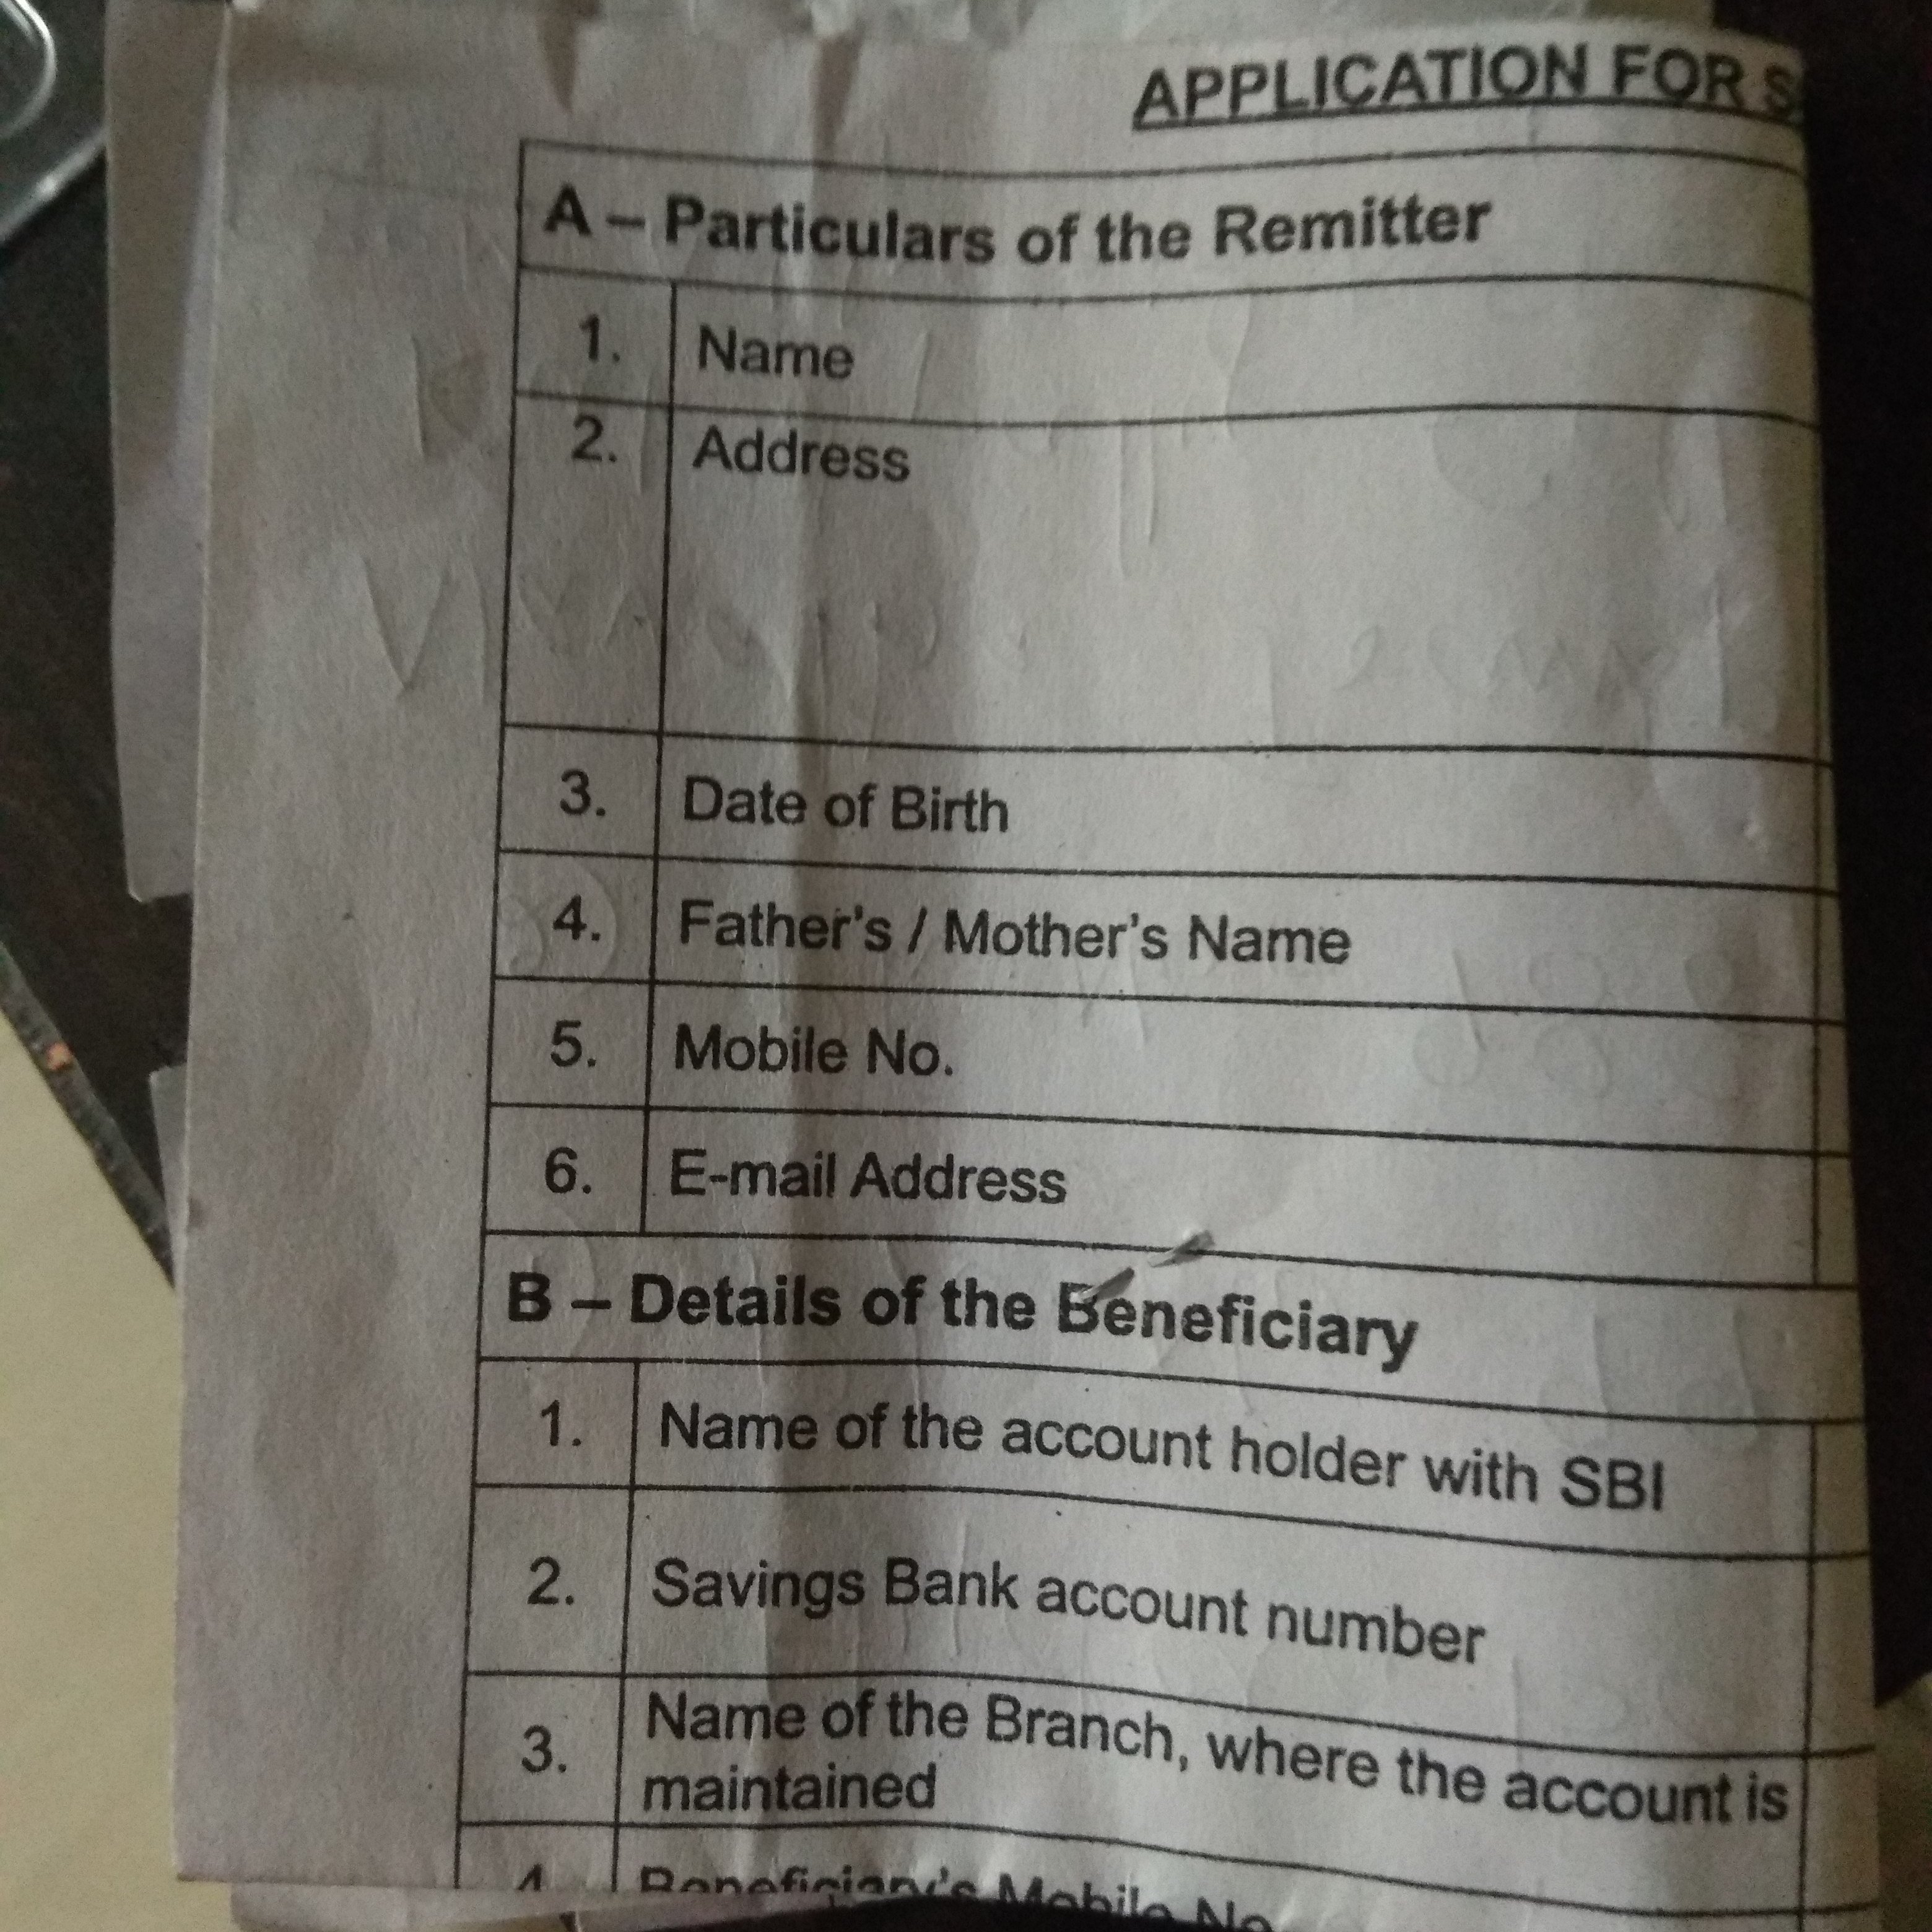 APPLICATION FOR
A – Particulars of the Remitter
1. Name
2. Address
3. Date of Birth
4. Father's / Mother's Name
5. Mobile No.
6. E-mail Address
B – Details of the Beneficiary
1. Name of the account holder with SBI
2. Savings Bank account number
3. Name of the Branch, where the account is
maintained
4. Beneficiary's Mobile No